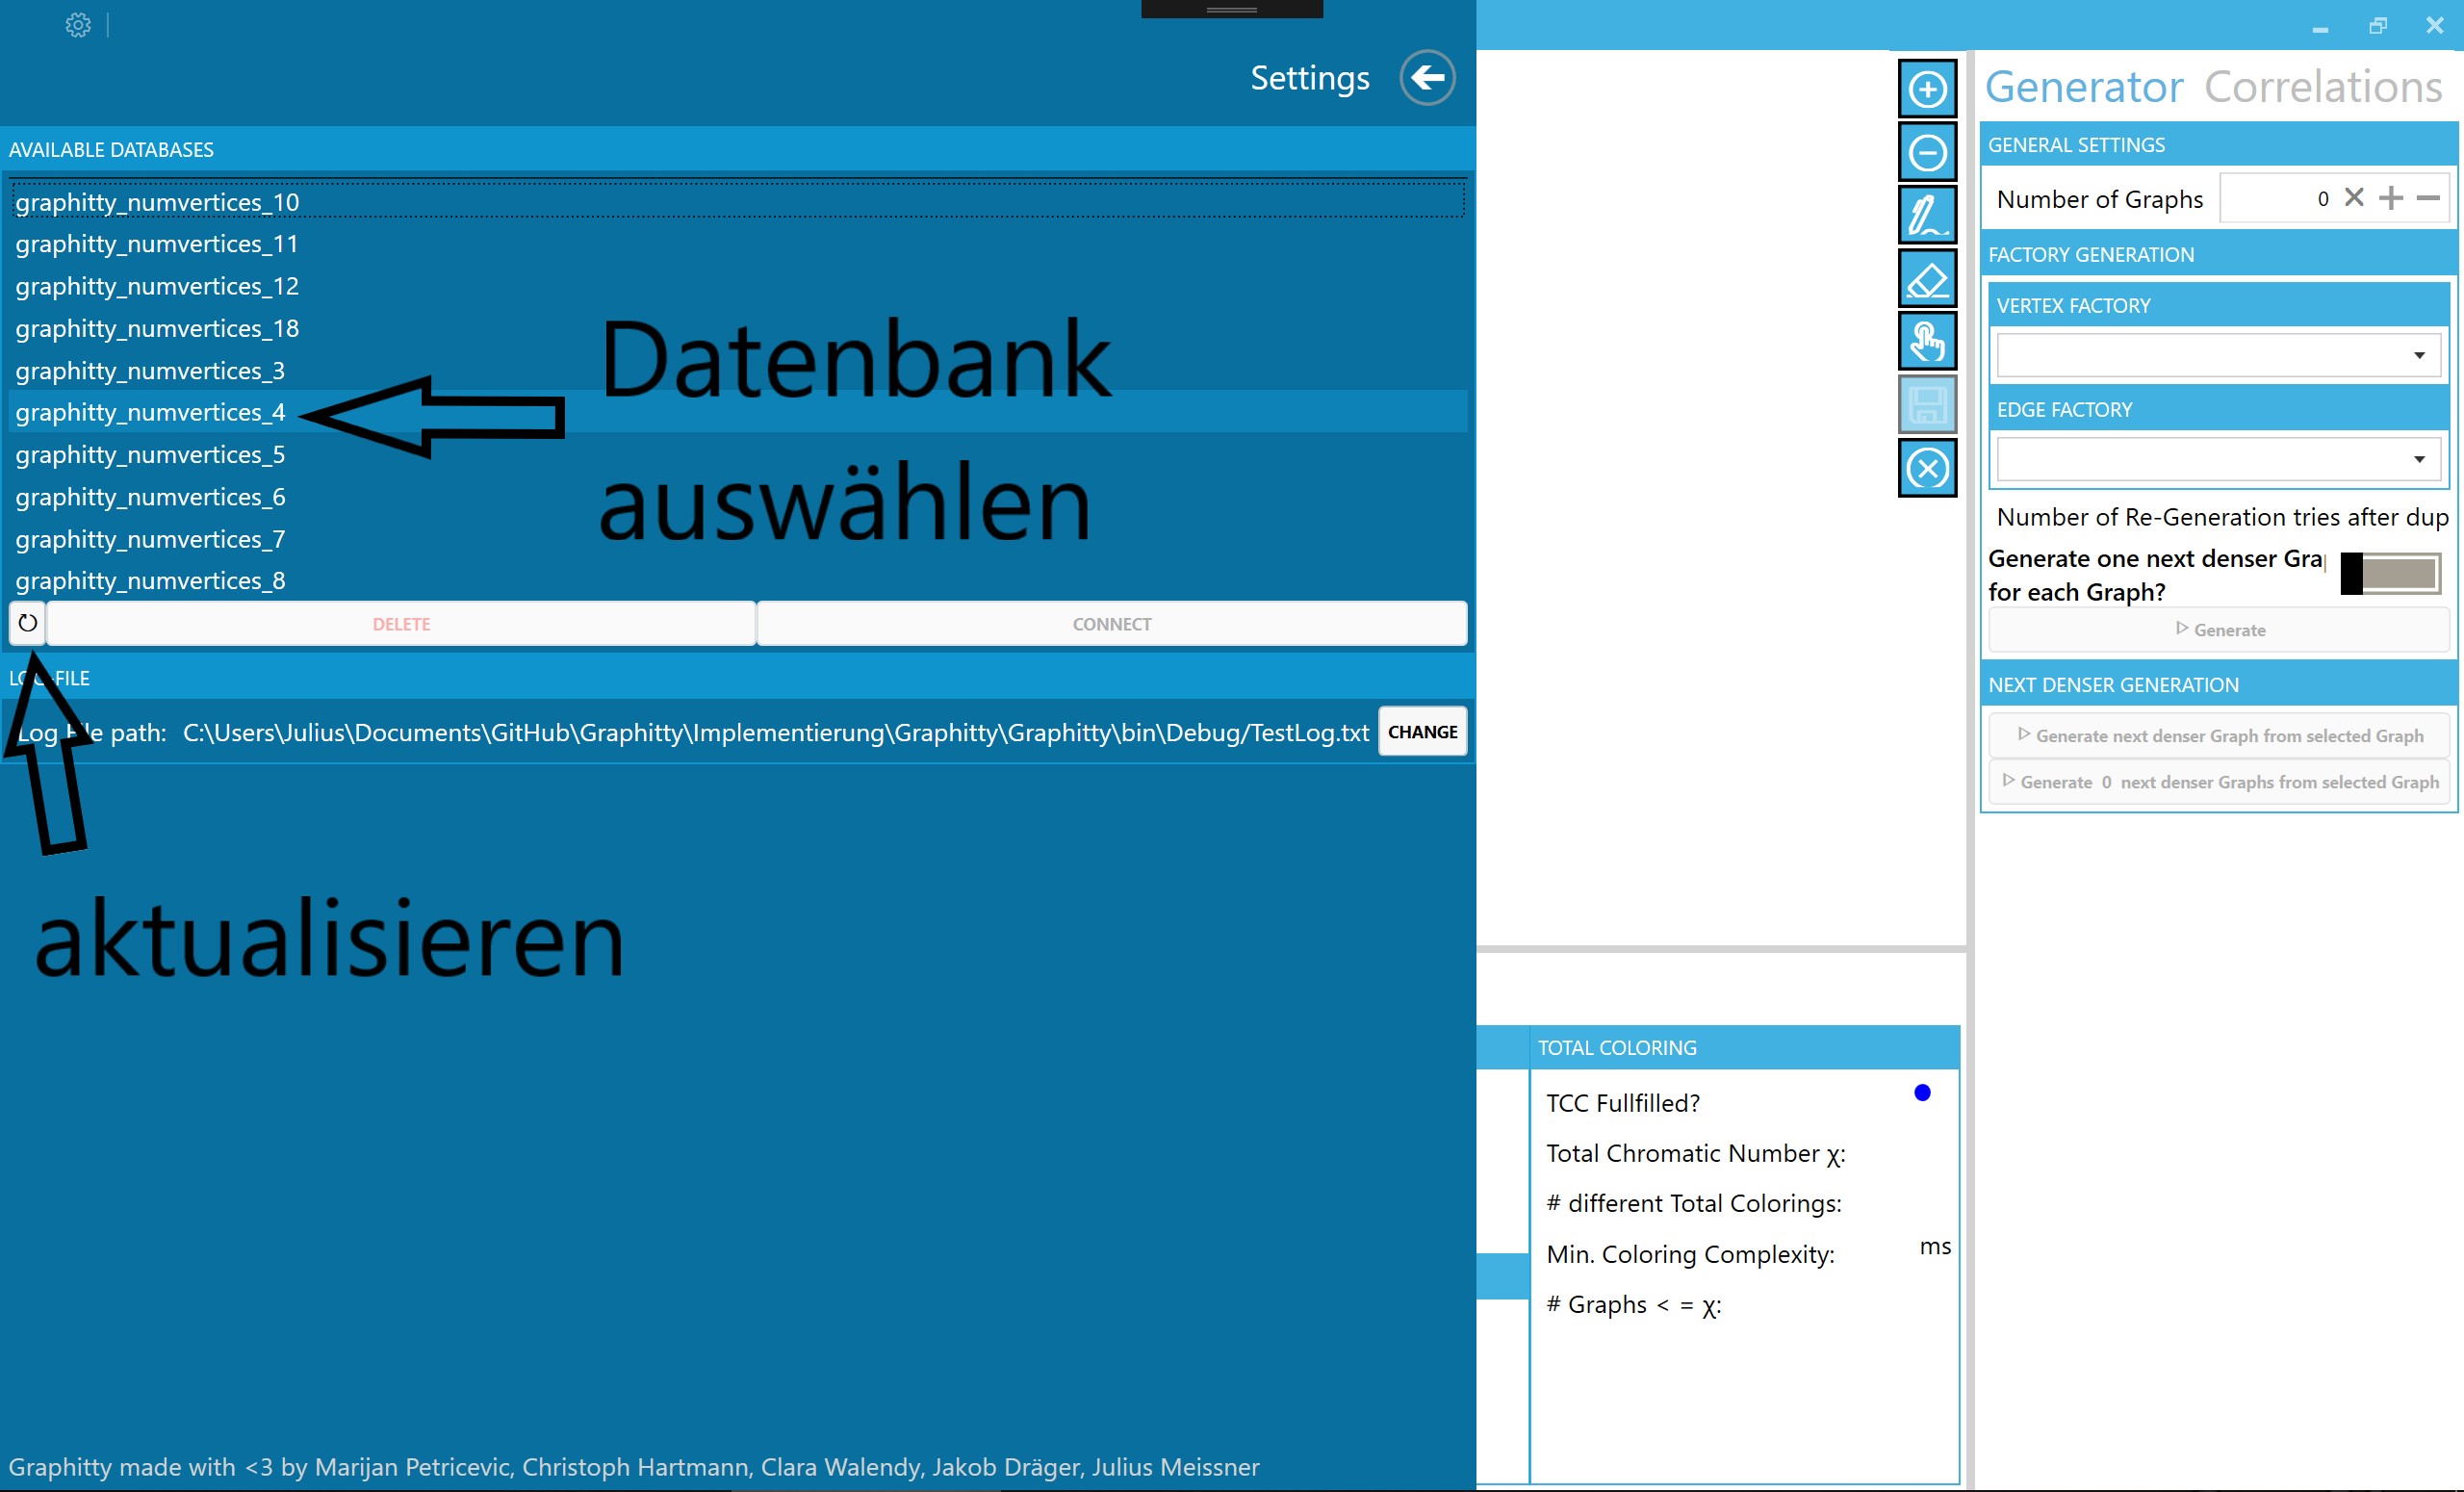 Settings
AVAILABLE DATABASES
graphitty_numvertices_10
graphitty_numvertices_11
graphitty_numvertices_12
graphitty_numvertices_18
graphitty_numvertices_3
graphitty_numvertices_4
graphitty_numvertices_5
graphitty_numvertices_6
graphitty_numvertices_7
graphitty_numvertices_8
Datenbank
auswählen
DELETE
CONNECT
LOG-FILE
Log File path: C:\Users\Julius\Documents\GitHub\Graphitty\Implementierung\Graphitty\Graphitty\bin\Debug/TestLog.txt
CHANGE
aktualisieren
Graphitty made with <3 by Marijan Petricevic, Christoph Hartmann, Clara Walendy, Jakob Dräger, Julius Meissner
TOTAL COLORING
TCC Fullfilled?
Total Chromatic Number χ:
# different Total Colorings:
Min. Coloring Complexity: ms
# Graphs < = χ:
Generator Correlations
GENERAL SETTINGS
Number of Graphs 0
FACTORY GENERATION
VERTEX FACTORY
EDGE FACTORY
Number of Re-Generation tries after dup
Generate one next denser Gra
for each Graph?
Generate
NEXT DENSER GENERATION
Generate next denser Graph from selected Graph
Generate 0 next denser Graphs from selected Graph